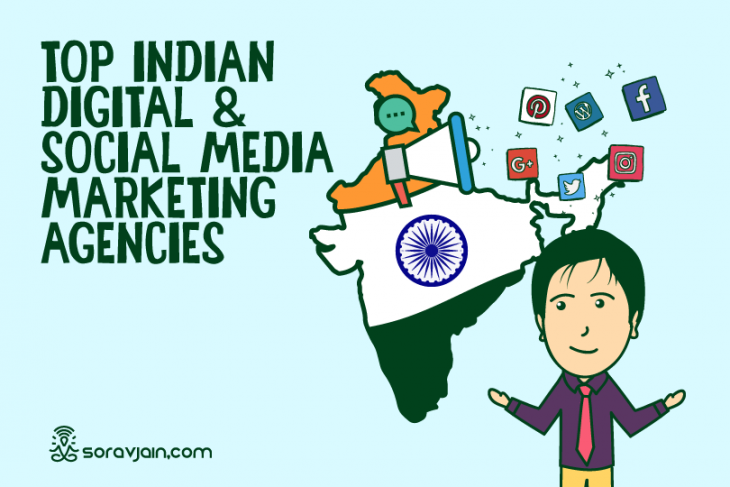 TOP INDIAN
DIGITAL &
SOCIAL MEDIA
MARKETING
AGENCIES
G+
soravjain.com